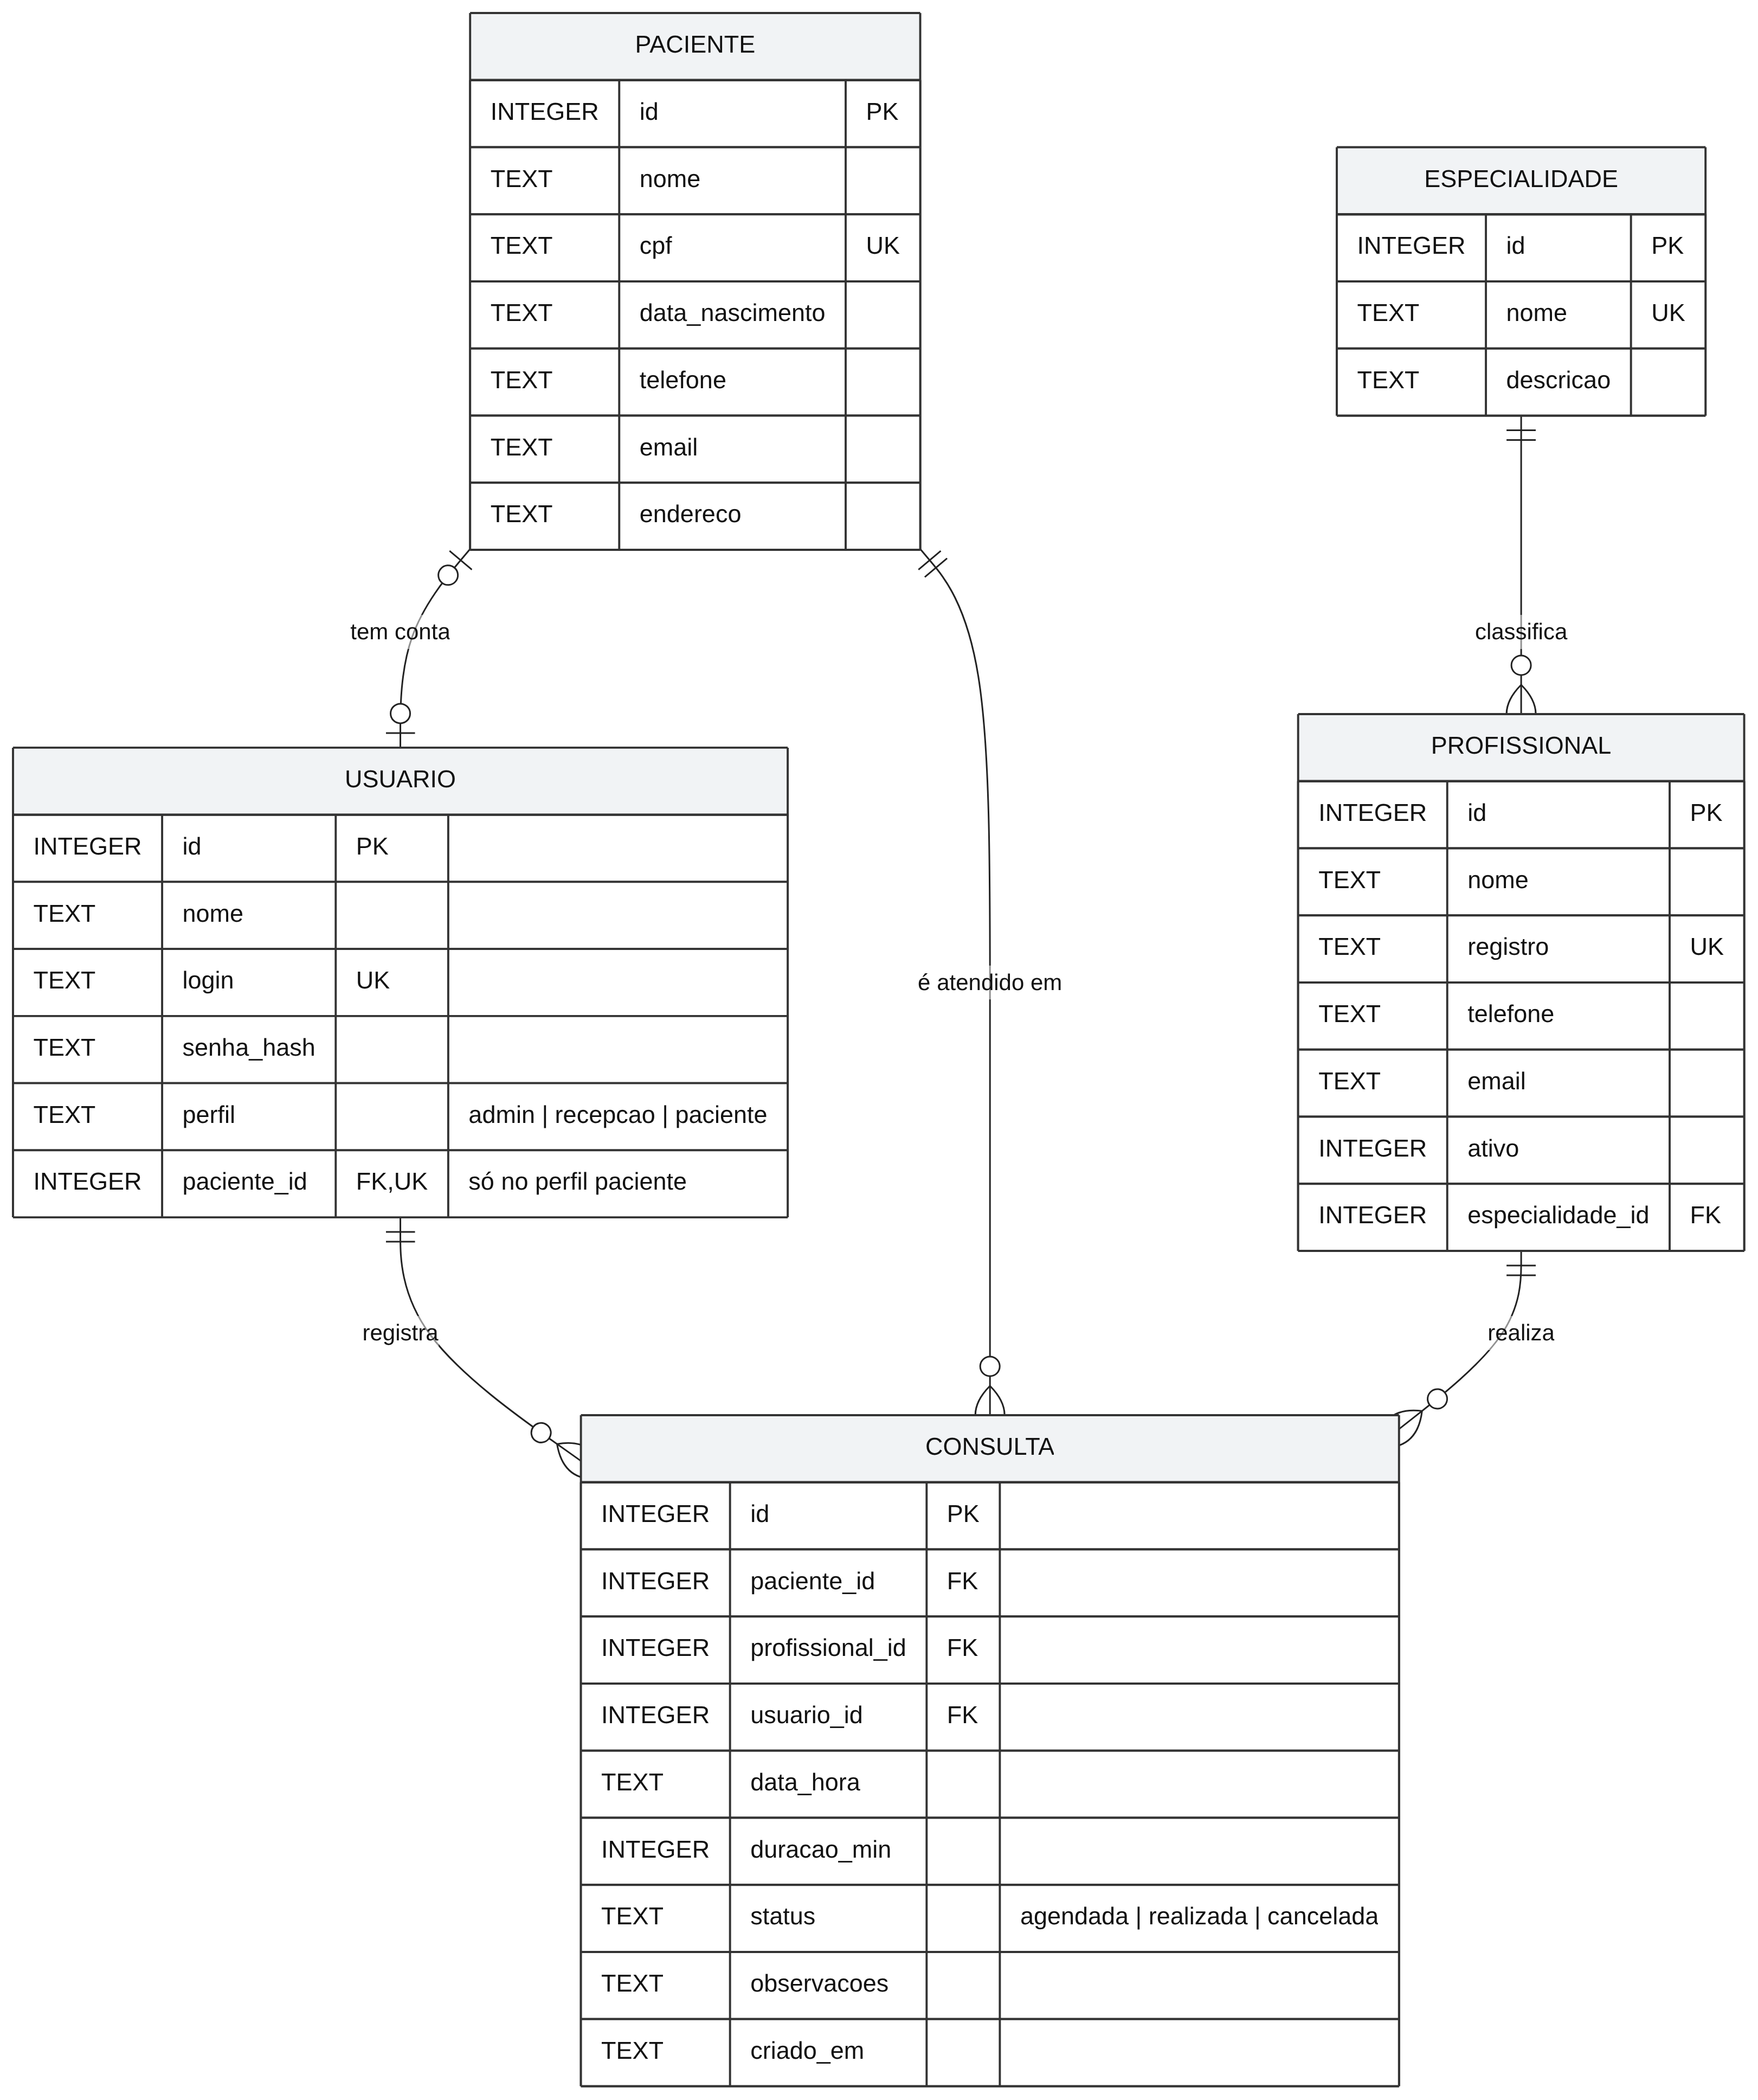 PACIENTE
INTEGER id PK
TEXT nome
TEXT cpf UK
TEXT data_nascimento
TEXT telefone
TEXT email
TEXT endereco
ESPECIALIDADE
INTEGER id PK
TEXT nome UK
TEXT descricao
tem conta
classifica
USUARIO
INTEGER id PK
TEXT nome
TEXT login UK
TEXT senha_hash
TEXT perfil admin | recepcao | paciente
INTEGER paciente_id FK,UK só no perfil paciente
é atendido em
PROFISSIONAL
INTEGER id PK
TEXT nome
TEXT registro UK
TEXT telefone
TEXT email
INTEGER ativo
INTEGER especialidade_id FK
registra
realiza
CONSULTA
INTEGER id PK
INTEGER paciente_id FK
INTEGER profissional_id FK
INTEGER usuario_id FK
TEXT data_hora
INTEGER duracao_min
TEXT status agendada | realizada | cancelada
TEXT observacoes
TEXT criado_em